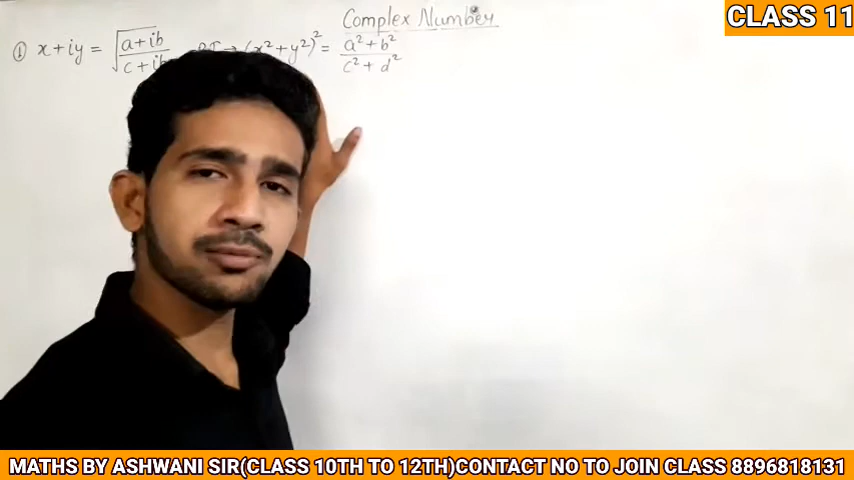 CLASS 11
Complex Number
① x+iy = √(a+ib / c+ib) (x²+y²)² = a²+b² / c²+d²
MATHS BY ASHWANI SIR(CLASS 10TH TO 12TH)CONTACT NO TO JOIN CLASS 8896818131